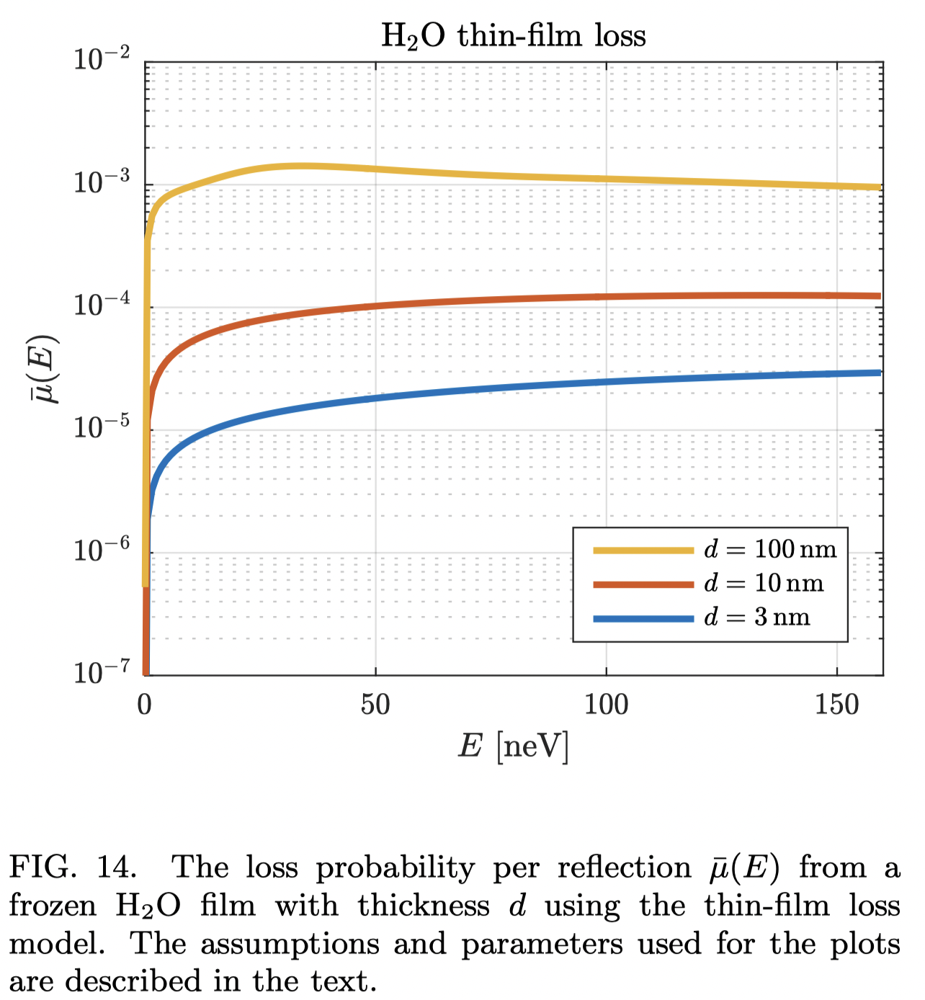 H₂O thin-film loss
10⁻²
10⁻³
10⁻⁴
10⁻⁵
10⁻⁶
10⁻⁷
μ̄(E)
d = 100 nm
d = 10 nm
d = 3 nm
0 50 100 150
E [neV]
FIG. 14. The loss probability per reflection μ̄(E) from a
frozen H₂O film with thickness d using the thin-film loss
model. The assumptions and parameters used for the plots
are described in the text.